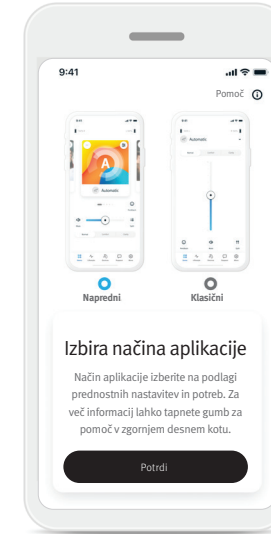 9:41
Pomoč
Automatic
Automatic
A
Napredni
Klasični
Izbira načina aplikacije
Način aplikacije izberite na podlagi
prednostnih nastavitev in potreb. Za
več informacij lahko tapnete gumb za
pomoč v zgornjem desnem kotu.
Potrdi